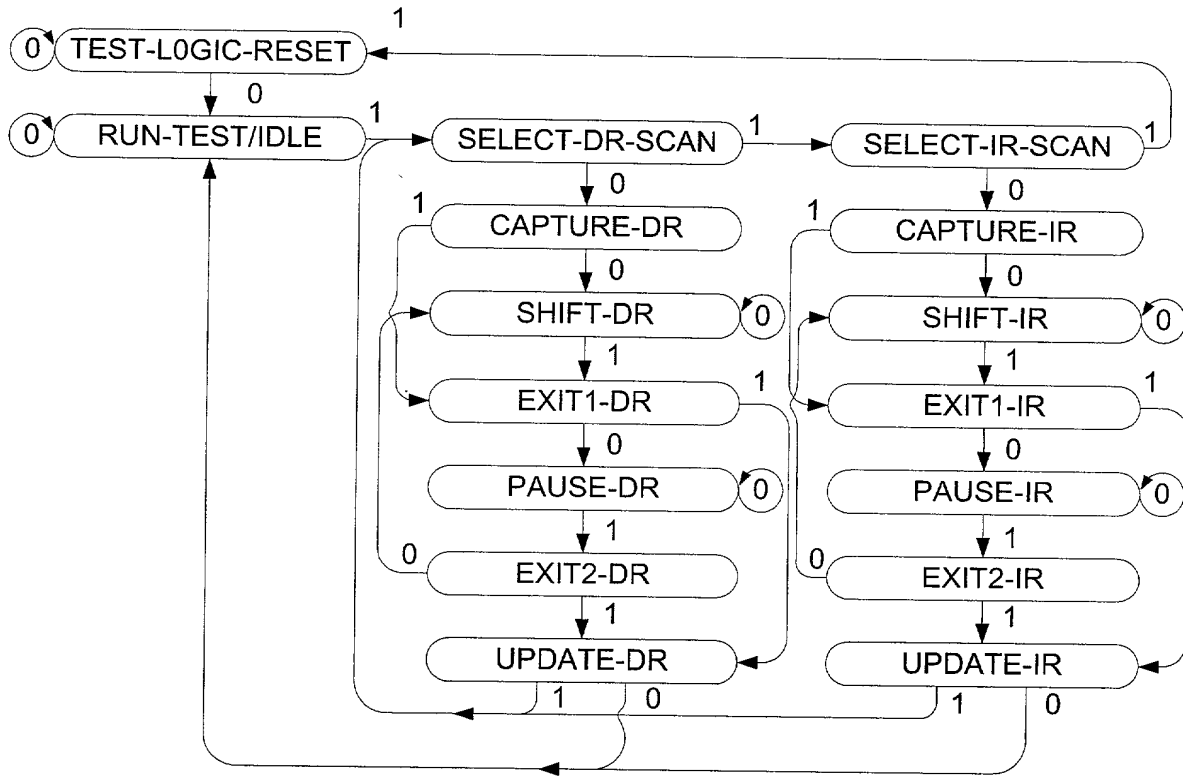 1
0 TEST-L0GIC-RESET
0
1
0 RUN-TEST/IDLE
SELECT-DR-SCAN
1
SELECT-IR-SCAN
1
0
0
1
CAPTURE-DR
1
CAPTURE-IR
0
0
SHIFT-DR
0
SHIFT-IR
0
1
1
1
1
EXIT1-DR
EXIT1-IR
0
0
PAUSE-DR
0
PAUSE-IR
0
1
1
0
EXIT2-DR
0
EXIT2-IR
1
1
UPDATE-DR
UPDATE-IR
1
0
1
0